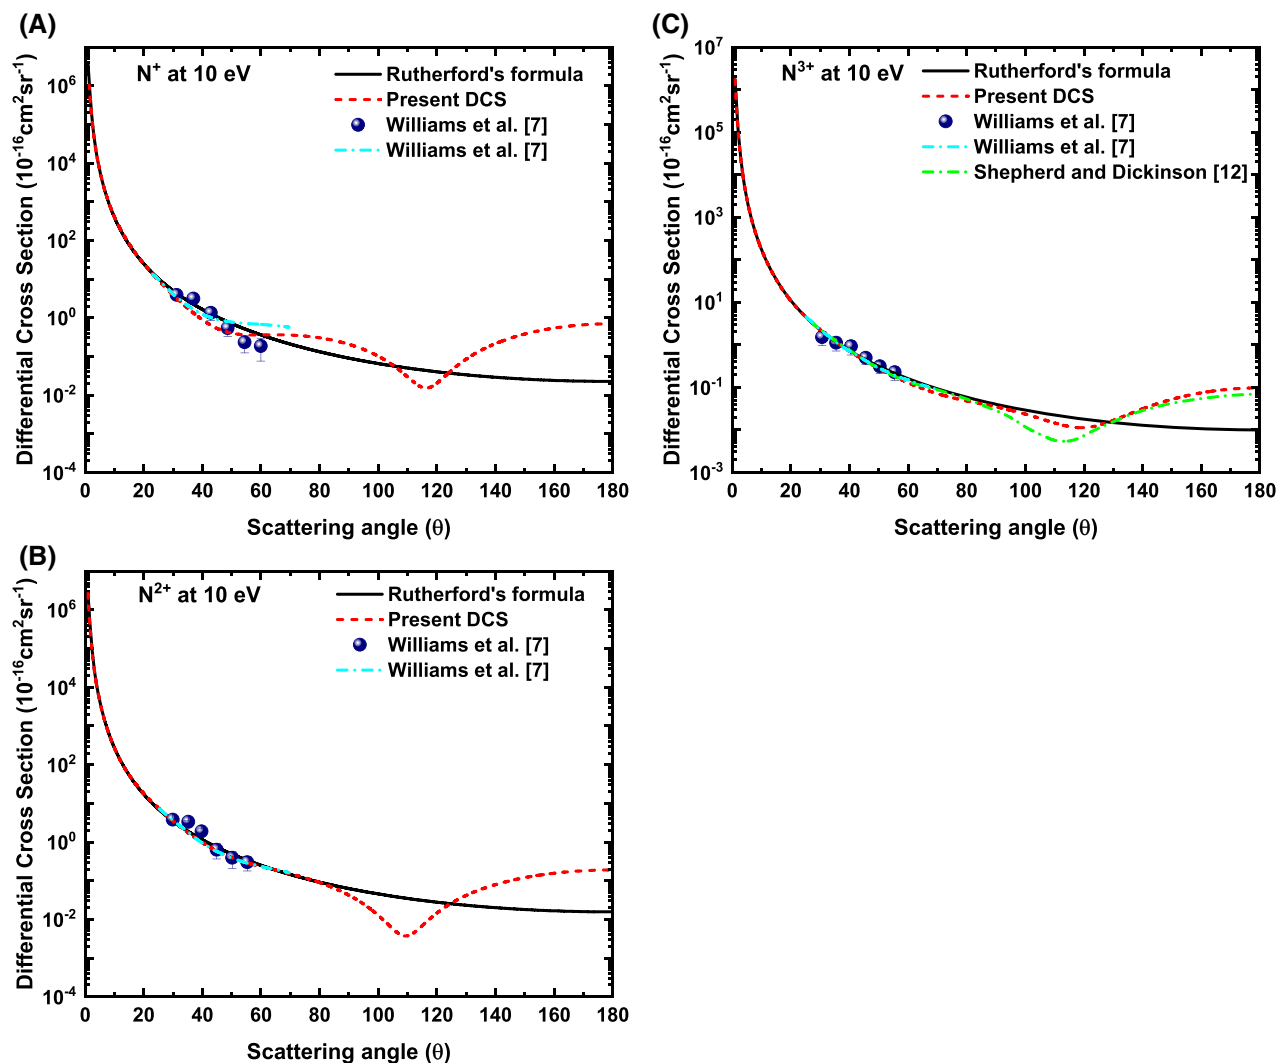 (A)
N⁺ at 10 eV
Rutherford's formula
Present DCS
Williams et al. [7]
Williams et al. [7]
Differential Cross Section (10⁻¹⁶cm²sr⁻¹)
10⁶
10⁴
10²
10⁰
10⁻²
10⁻⁴
0 20 40 60 80 100 120 140 160 180
Scattering angle (θ)
(C)
N³⁺ at 10 eV
Rutherford's formula
Present DCS
Williams et al. [7]
Williams et al. [7]
Shepherd and Dickinson [12]
Differential Cross Section (10⁻¹⁶cm²sr⁻¹)
10⁷
10⁵
10³
10¹
10⁻¹
10⁻³
0 20 40 60 80 100 120 140 160 180
Scattering angle (θ)
(B)
N²⁺ at 10 eV
Rutherford's formula
Present DCS
Williams et al. [7]
Williams et al. [7]
Differential Cross Section (10⁻¹⁶cm²sr⁻¹)
10⁶
10⁴
10²
10⁰
10⁻²
10⁻⁴
0 20 40 60 80 100 120 140 160 180
Scattering angle (θ)